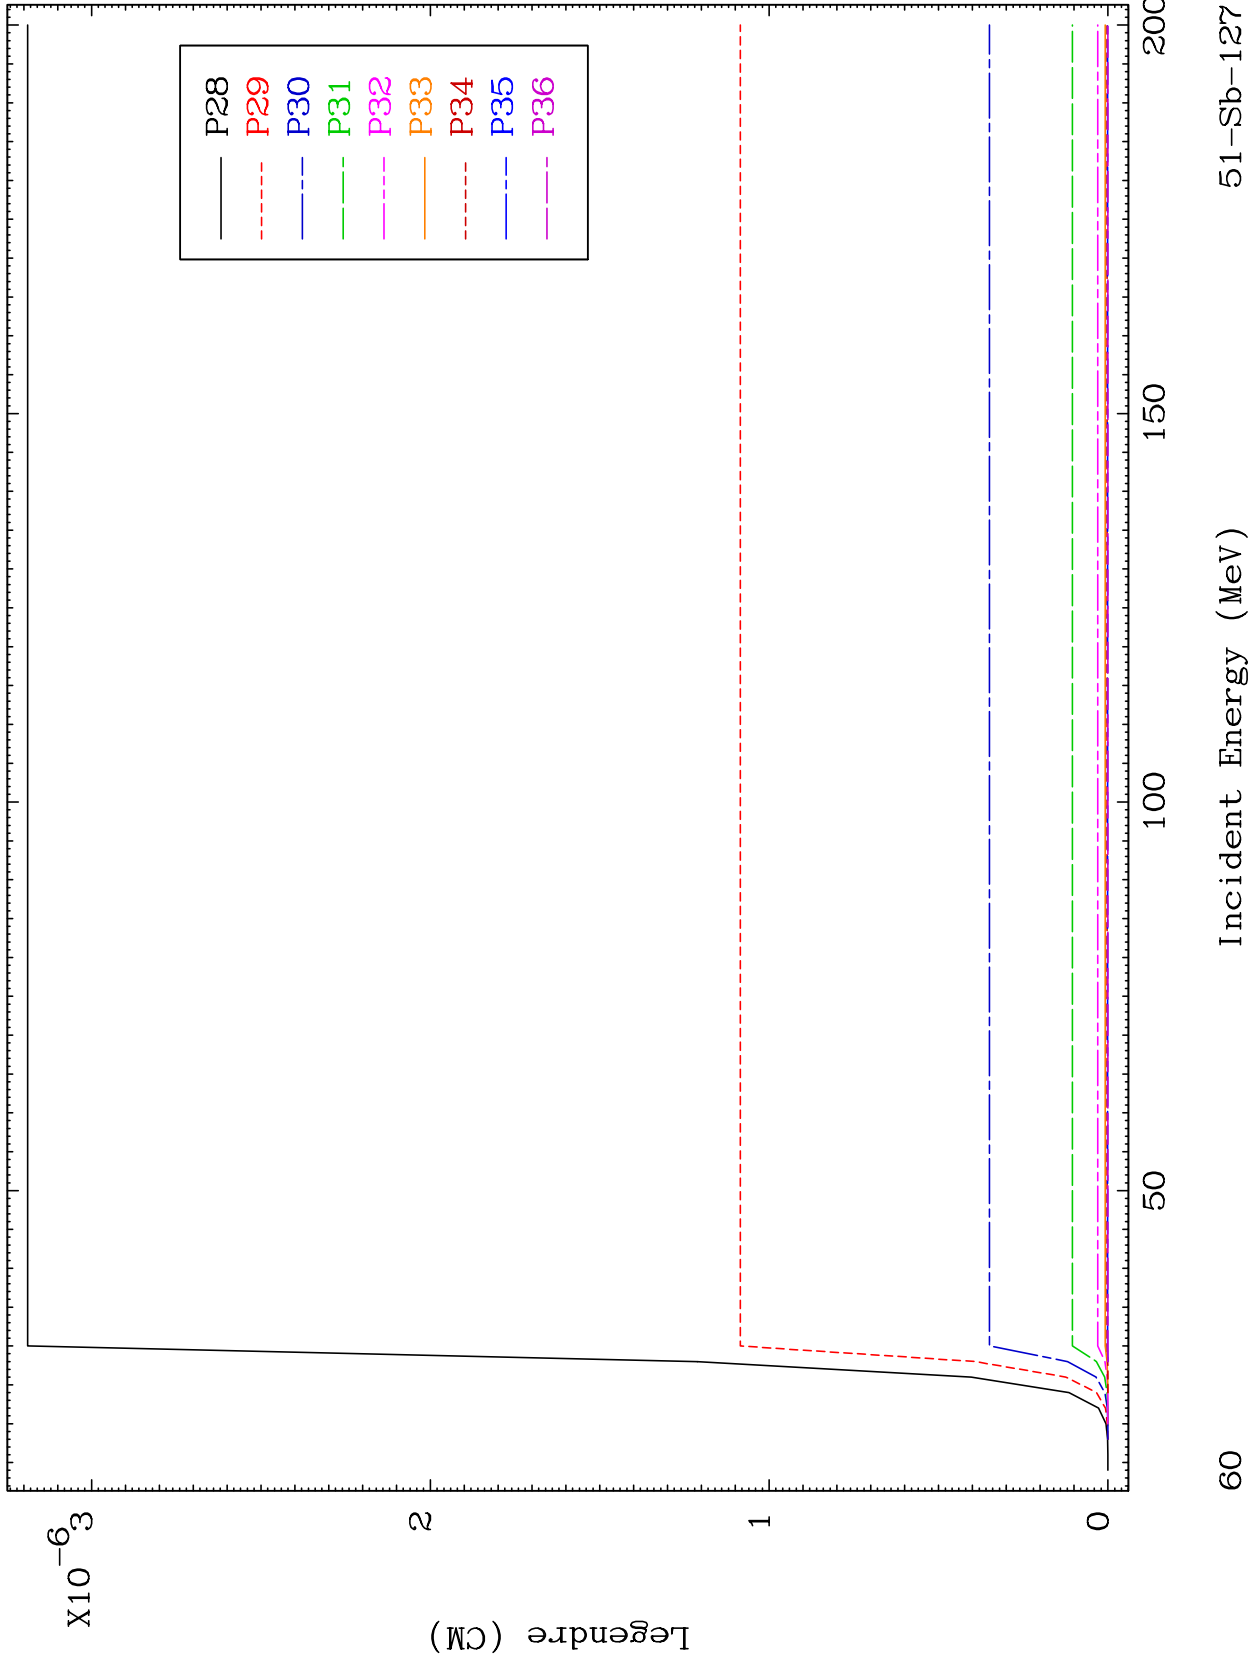 X10-6
3
2
1
0
Legendre (CM)
P28
P29
P30
P31
P32
P33
P34
P35
P36
50
100
150
200
60
Incident Energy (MeV)
51-Sb-127